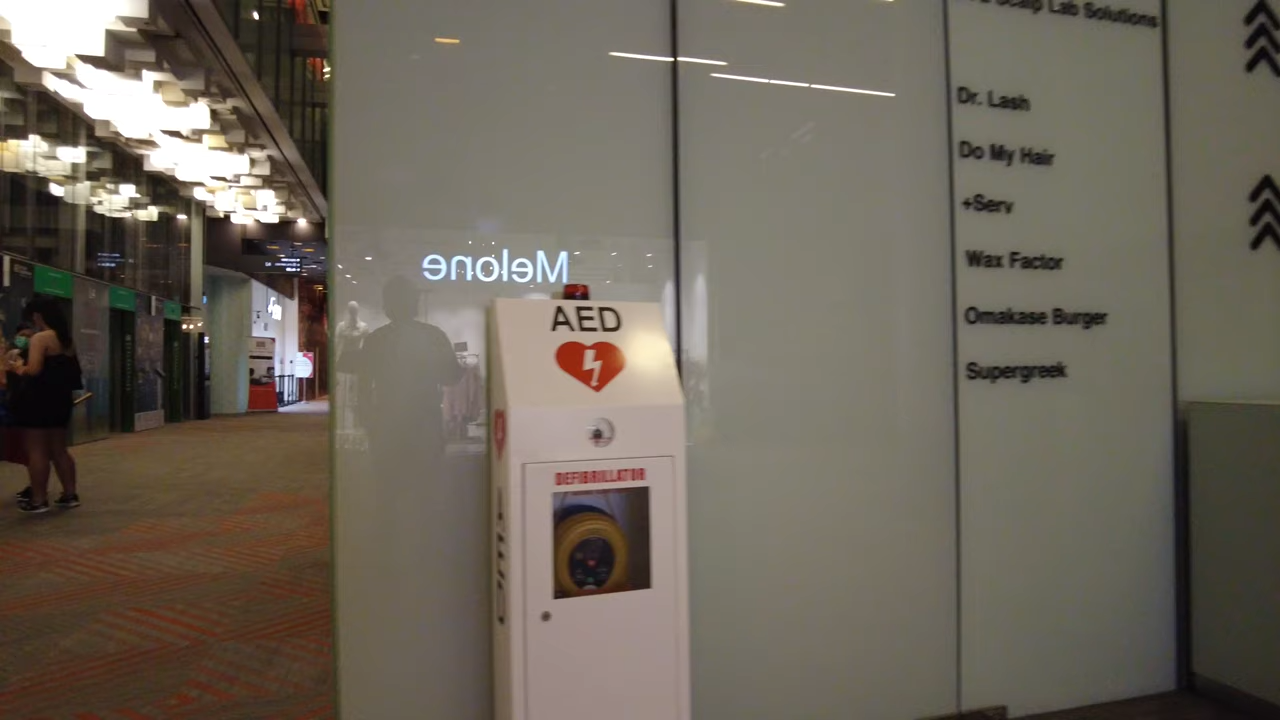 Scalp Lab Solutions
Dr. Lash
Do My Hair
+Serv
Wax Factor
Omakase Burger
Supergreek
Melone
AED
DEFIBRILLATOR